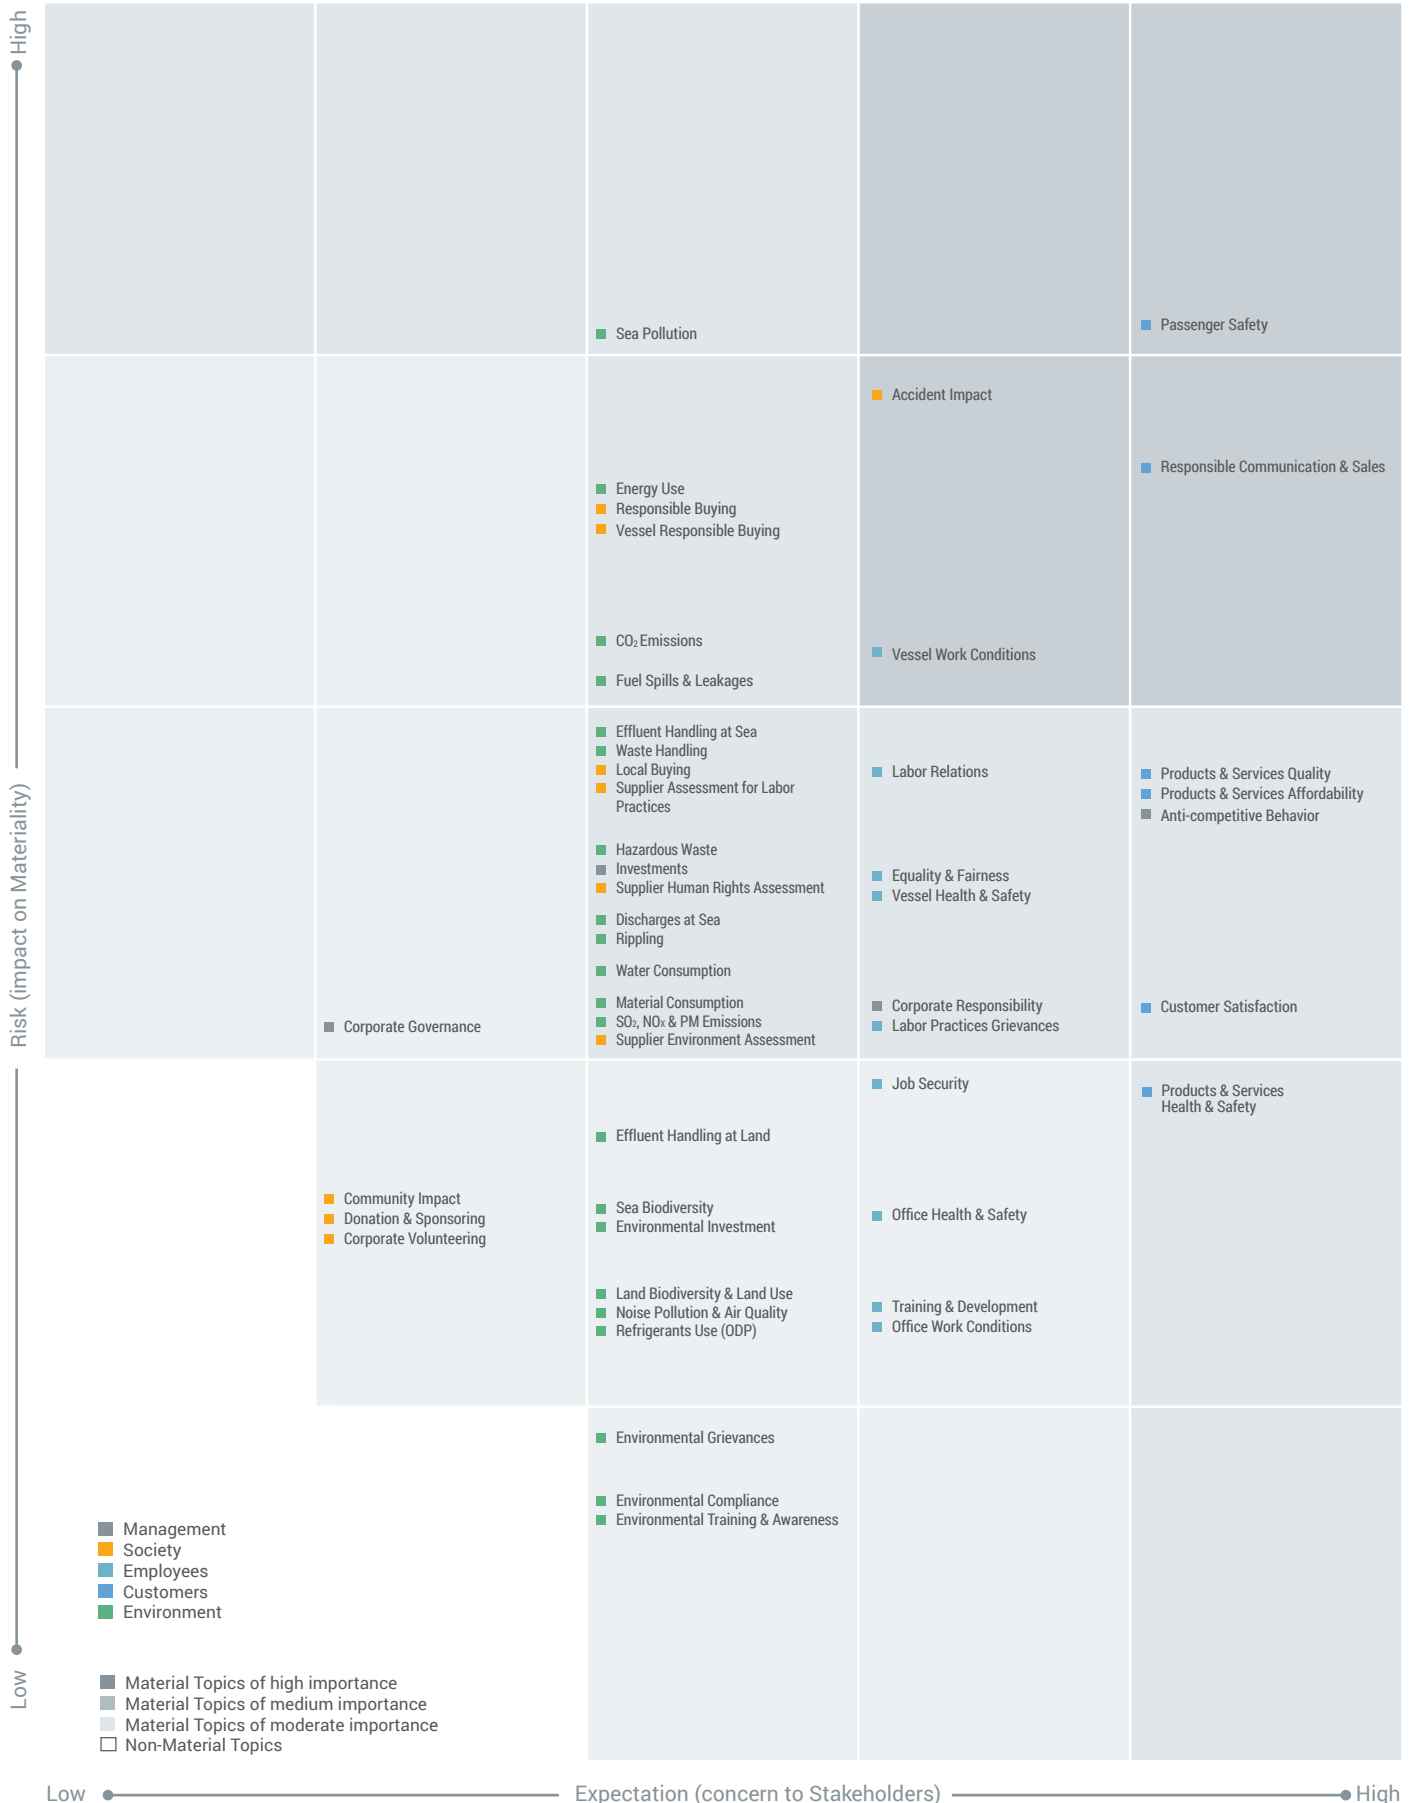 High
Sea Pollution
Passenger Safety
Accident Impact
Responsible Communication & Sales
Energy Use
Responsible Buying
Vessel Responsible Buying
CO₂ Emissions
Vessel Work Conditions
Fuel Spills & Leakages
Risk (impact on Materiality)
Effluent Handling at Sea
Waste Handling
Local Buying
Supplier Assessment for Labor
Practices
Hazardous Waste
Investments
Supplier Human Rights Assessment
Discharges at Sea
Rippling
Water Consumption
Material Consumption
SO₂, NOx & PM Emissions
Supplier Environment Assessment
Labor Relations
Equality & Fairness
Vessel Health & Safety
Corporate Responsibility
Labor Practices Grievances
Products & Services Quality
Products & Services Affordability
Anti-competitive Behavior
Customer Satisfaction
Corporate Governance
Community Impact
Donation & Sponsoring
Corporate Volunteering
Effluent Handling at Land
Sea Biodiversity
Environmental Investment
Land Biodiversity & Land Use
Noise Pollution & Air Quality
Refrigerants Use (ODP)
Job Security
Office Health & Safety
Training & Development
Office Work Conditions
Products & Services
Health & Safety
Environmental Grievances
Environmental Compliance
Environmental Training & Awareness
Management
Society
Employees
Customers
Environment
Material Topics of high importance
Material Topics of medium importance
Material Topics of moderate importance
Non-Material Topics
Low
Low
Expectation (concern to Stakeholders)
High